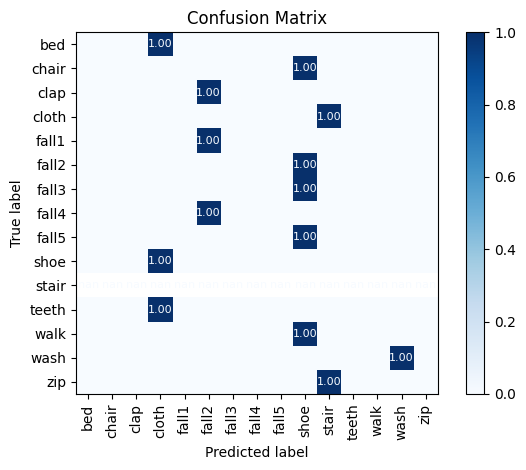 Confusion Matrix
bed 1.00
chair 1.00
clap 1.00
cloth 1.00
fall1 1.00
fall2 1.00
fall3 1.00
fall4 1.00
fall5 1.00
shoe 1.00
stair
teeth 1.00
walk 1.00
wash 1.00
zip 1.00
True label
bed chair clap cloth fall1 fall2 fall3 fall4 fall5 shoe stair teeth walk wash zip
Predicted label
1.0
0.8
0.6
0.4
0.2
0.0